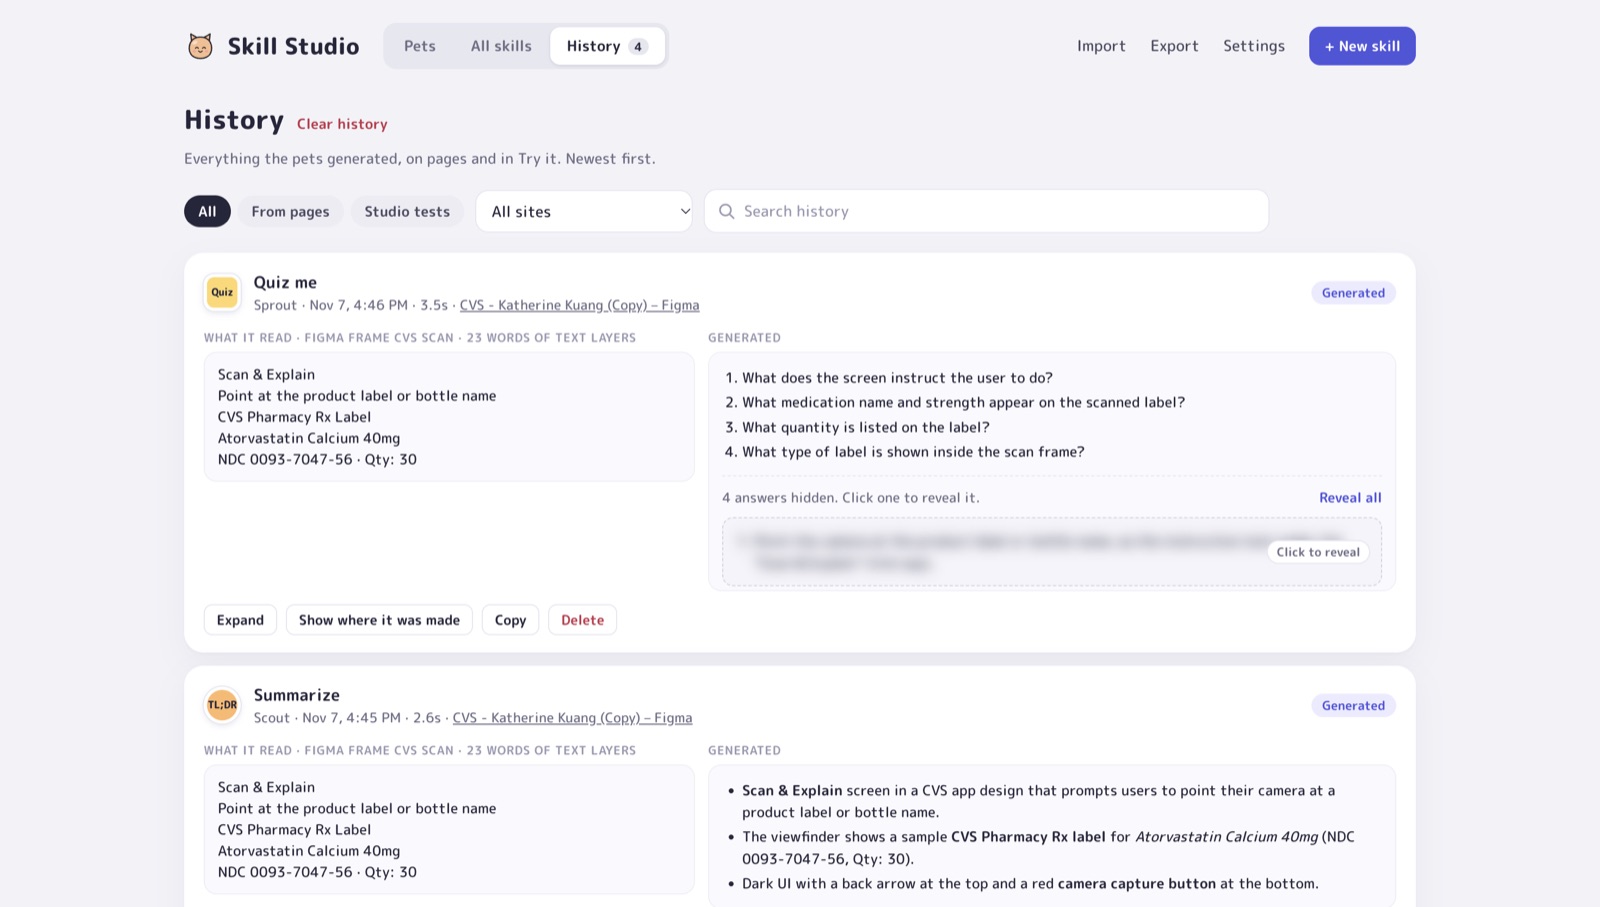 Skill Studio
Pets
All skills
History 4
Import
Export
Settings
+ New skill
History
Clear history
Everything the pets generated, on pages and in Try it. Newest first.
All
From pages
Studio tests
All sites
Search history
Quiz
Quiz me
Sprout · Nov 7, 4:46 PM · 3.5s · CVS - Katherine Kuang (Copy) – Figma
Generated
WHAT IT READ · FIGMA FRAME CVS SCAN · 23 WORDS OF TEXT LAYERS
Scan & Explain
Point at the product label or bottle name
CVS Pharmacy Rx Label
Atorvastatin Calcium 40mg
NDC 0093-7047-56 · Qty: 30
GENERATED
1. What does the screen instruct the user to do?
2. What medication name and strength appear on the scanned label?
3. What quantity is listed on the label?
4. What type of label is shown inside the scan frame?
4 answers hidden. Click one to reveal it.
Reveal all
Click to reveal
Expand
Show where it was made
Copy
Delete
TL;DR
Summarize
Scout · Nov 7, 4:45 PM · 2.6s · CVS - Katherine Kuang (Copy) – Figma
Generated
WHAT IT READ · FIGMA FRAME CVS SCAN · 23 WORDS OF TEXT LAYERS
Scan & Explain
Point at the product label or bottle name
CVS Pharmacy Rx Label
Atorvastatin Calcium 40mg
NDC 0093-7047-56 · Qty: 30
GENERATED
• Scan & Explain screen in a CVS app design that prompts users to point their camera at a
product label or bottle name.
• The viewfinder shows a sample CVS Pharmacy Rx label for Atorvastatin Calcium 40mg (NDC
0093-7047-56, Qty: 30).
• Dark UI with a back arrow at the top and a red camera capture button at the bottom.